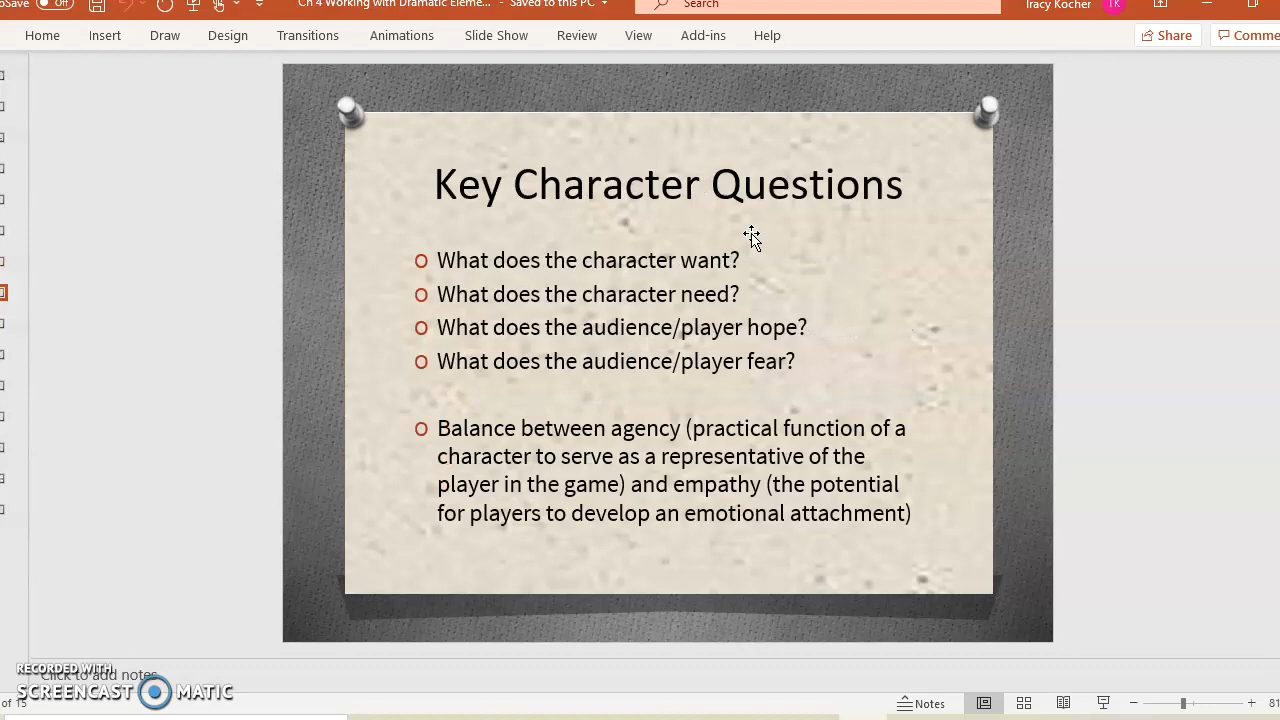 oSave Off Ch 4 Working with Dramatic Eleme... - Saved to this PC Search Tracy Kocher TK
Home Insert Draw Design Transitions Animations Slide Show Review View Add-ins Help Share Comme
Key Character Questions
o What does the character want?
o What does the character need?
o What does the audience/player hope?
o What does the audience/player fear?
o Balance between agency (practical function of a
character to serve as a representative of the
player in the game) and empathy (the potential
for players to develop an emotional attachment)
RECORDED WITH
Click to add notes
SCREENCAST MATIC
of 15 Notes 81